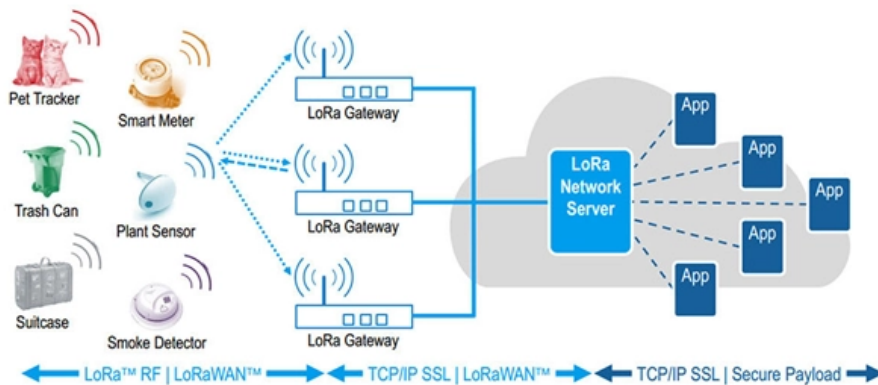 Pet Tracker
Smart Meter
Trash Can
Plant Sensor
Suitcase
Smoke Detector
LoRa Gateway
LoRa Gateway
LoRa Gateway
LoRa
Network
Server
App
App
App
App
App
LoRa™ RF | LoRaWAN™
TCP/IP SSL | LoRaWAN™
TCP/IP SSL | Secure Payload